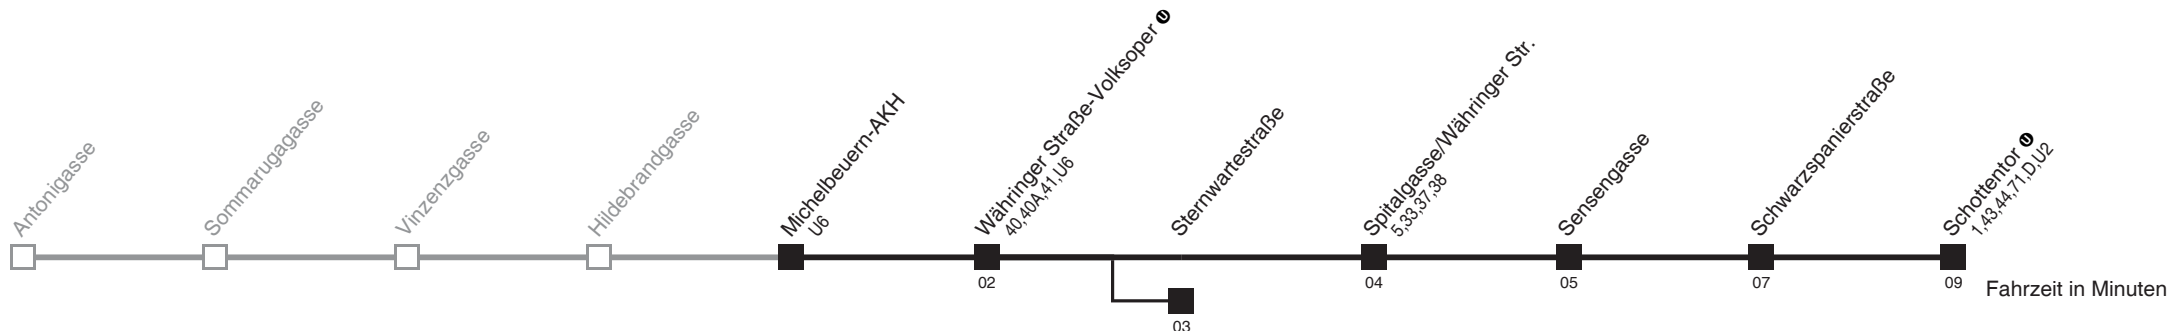 Antonigasse
Sommarugagasse
Vinzenzgasse
Hildebrandgasse
Michelbeuern-AKH
U6
Währinger Straße-Volksoper U
40,40A,41,U6
Sternwartestraße
Spitalgasse/Währinger Str.
5,33,37,38
Sensengasse
Schwarzspanierstraße
Schottentor U
1,43,44,71,D,U2
02
03
04
05
07
09
Fahrzeit in Minuten